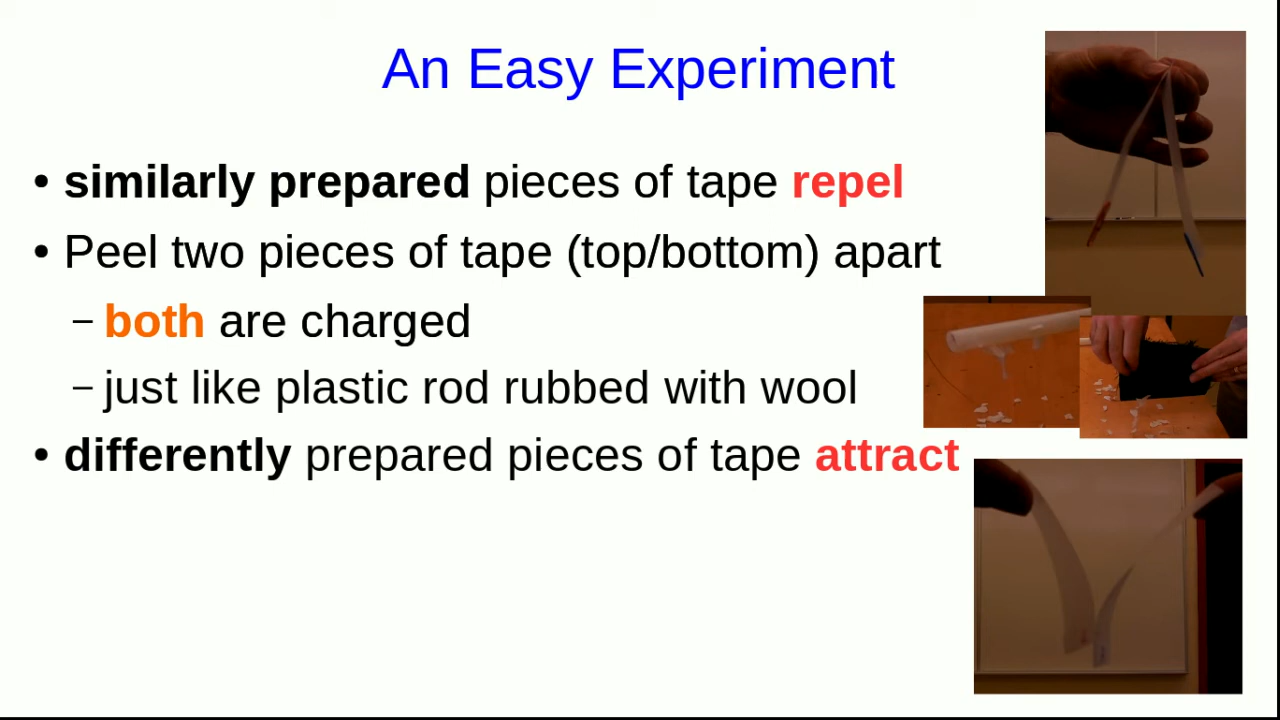 An Easy Experiment
• similarly prepared pieces of tape repel
• Peel two pieces of tape (top/bottom) apart
– both are charged
– just like plastic rod rubbed with wool
• differently prepared pieces of tape attract